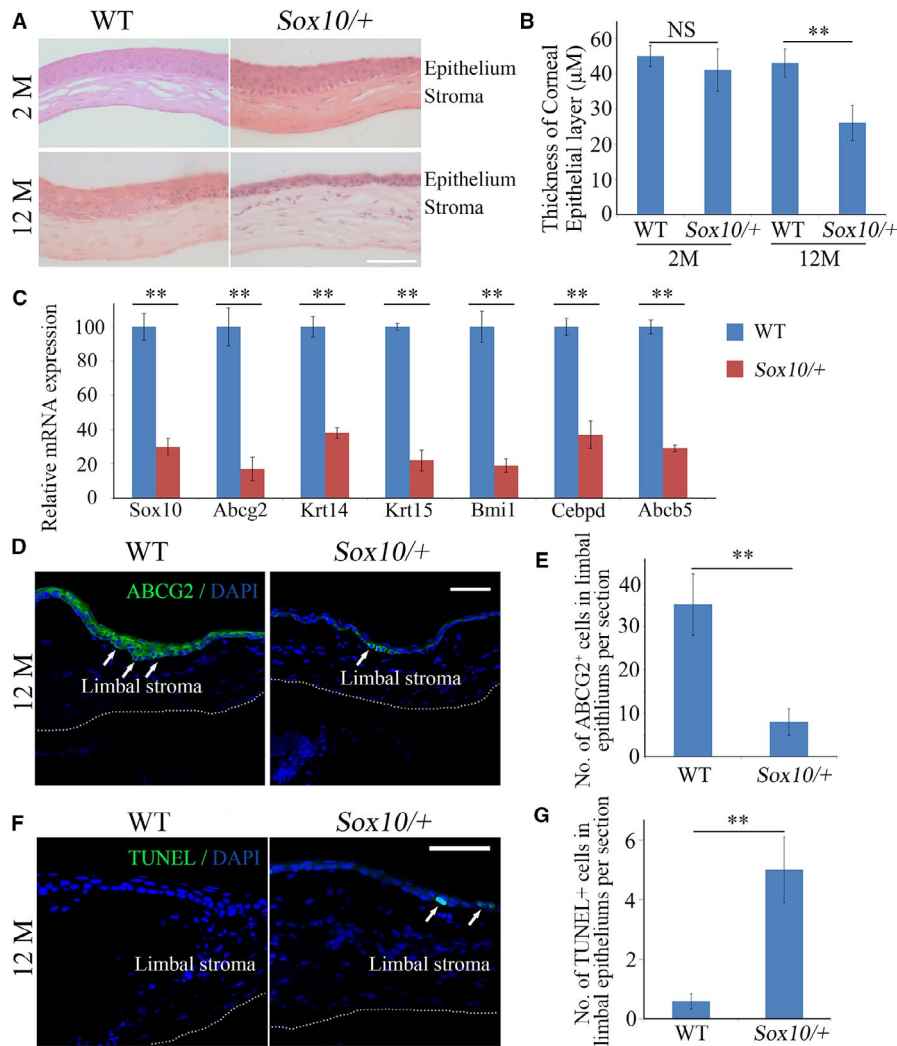 A
WT
Sox10/+
2 M
Epithelium
Stroma
12 M
Epithelium
Stroma
B
Thickness of Corneal
Epithelial layer (µM)
60
40
20
0
NS
**
WT
Sox10/+
WT
Sox10/+
2M
12M
C
Relative mRNA expression
100
80
60
40
20
0
** ** ** ** ** ** **
Sox10 Abcg2 Krt14 Krt15 Bmi1 Cebpd Abcb5
WT
Sox10/+
D
WT
Sox10/+
12 M
ABCG2 / DAPI
Limbal stroma
Limbal stroma
E
No. of ABCG2⁺ cells in limbal
epithliums per section
40
30
20
10
0
**
WT
Sox10/+
F
WT
Sox10/+
12 M
TUNEL / DAPI
Limbal stroma
Limbal stroma
G
No. of TUNEL+ cells in
limbal epitheliums per section
6
4
2
0
**
WT
Sox10/+